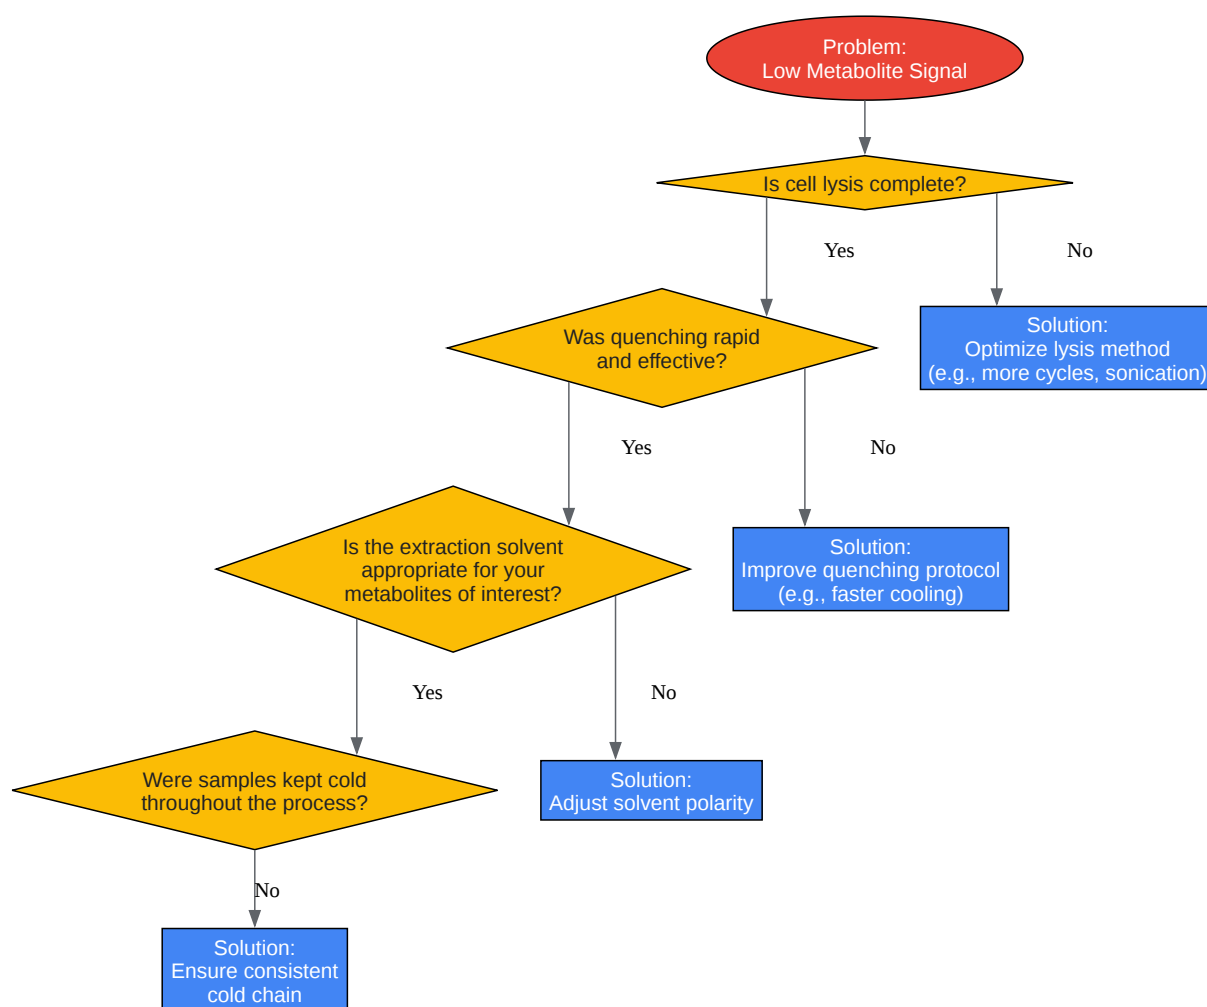 Problem:
Low Metabolite Signal
Is cell lysis complete?
Yes
No
Solution:
Optimize lysis method
(e.g., more cycles, sonication)
Was quenching rapid
and effective?
Yes
No
Solution:
Improve quenching protocol
(e.g., faster cooling)
Is the extraction solvent
appropriate for your
metabolites of interest?
Yes
No
Solution:
Adjust solvent polarity
Were samples kept cold
throughout the process?
No
Solution:
Ensure consistent
cold chain